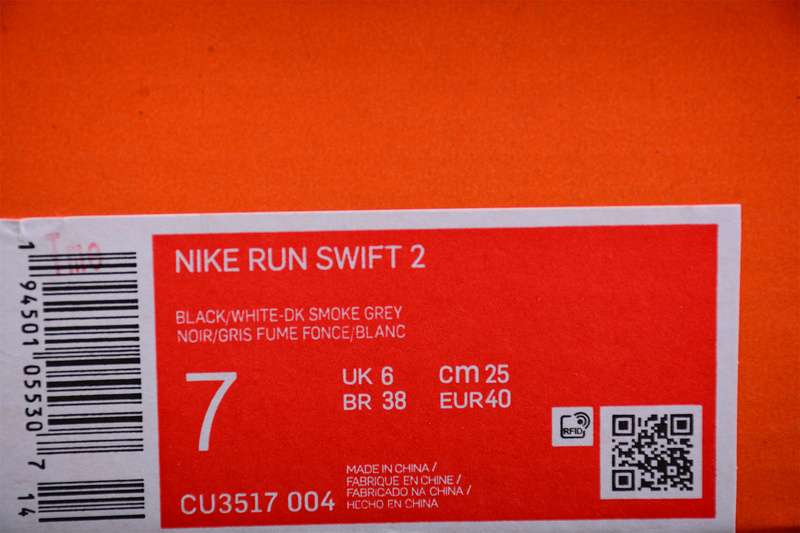 NIKE RUN SWIFT 2
BLACK/WHITE-DK SMOKE GREY
NOIR/GRIS FUME FONCE/BLANC
7
UK 6 cm 25
BR 38 EUR 40
RFID
MADE IN CHINA /
FABRIQUE EN CHINE /
FABRICADO NA CHINA /
HECHO EN CHINA
CU3517 004
1 94501 05530 7 14